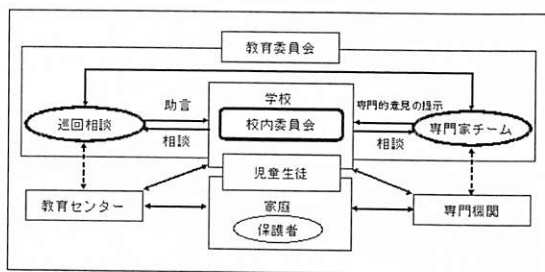 教育委員会
学校
助言
専門的意見の提示
巡回相談
校内委員会
専門家チーム
相談
相談
児童生徒
教育センター
家庭
専門機関
保護者